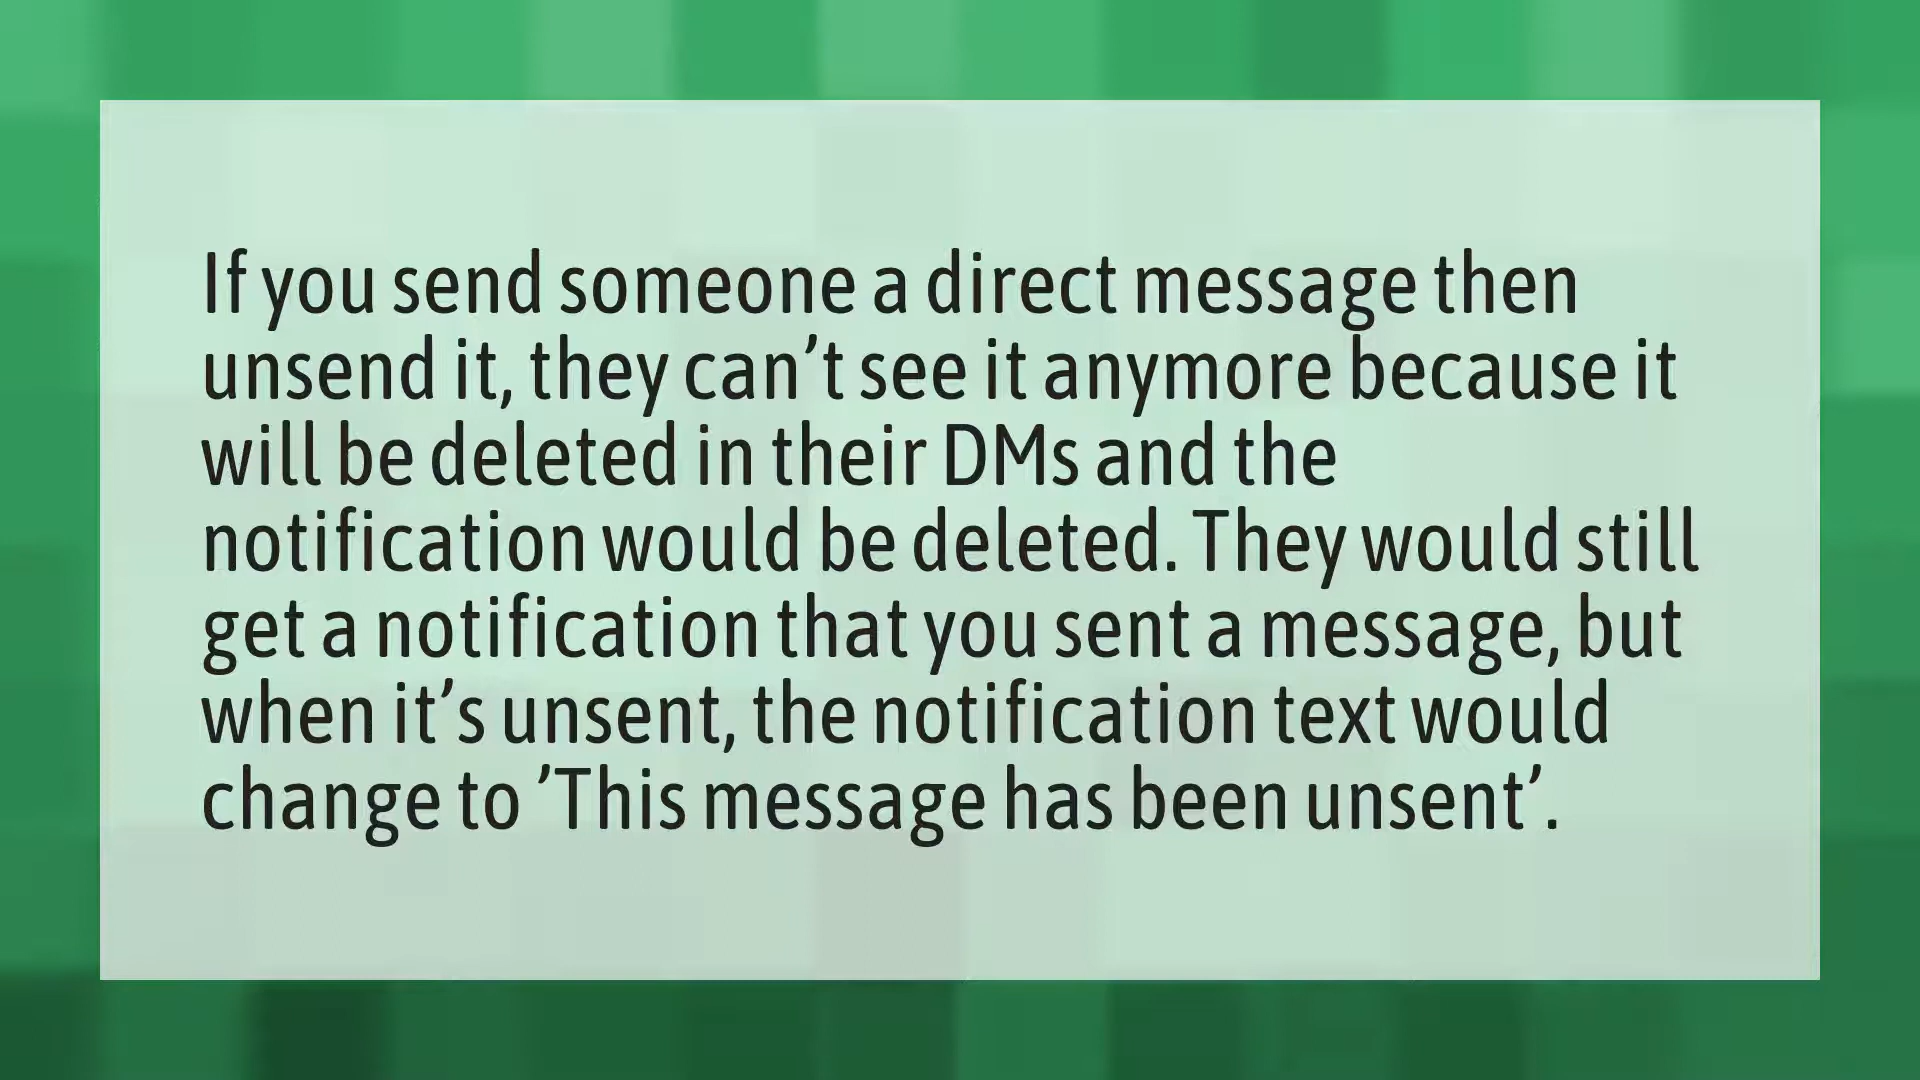 If you send someone a direct message then
unsend it, they can’t see it anymore because it
will be deleted in their DMs and the
notification would be deleted. They would still
get a notification that you sent a message, but
when it’s unsent, the notification text would
change to ’This message has been unsent’.